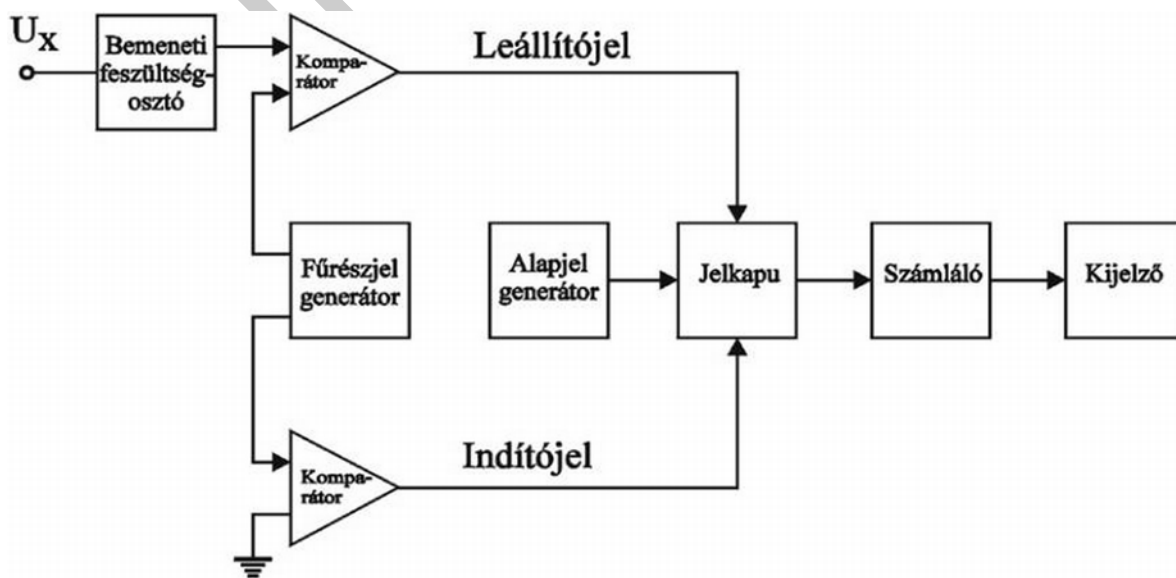 UX
Bemeneti
feszültség-
osztó
Kompa-
rátor
Leállítójel
Fűrészjel
generátor
Alapjel
generátor
Jelkapu
Számláló
Kijelző
Kompa-
rátor
Indítójel